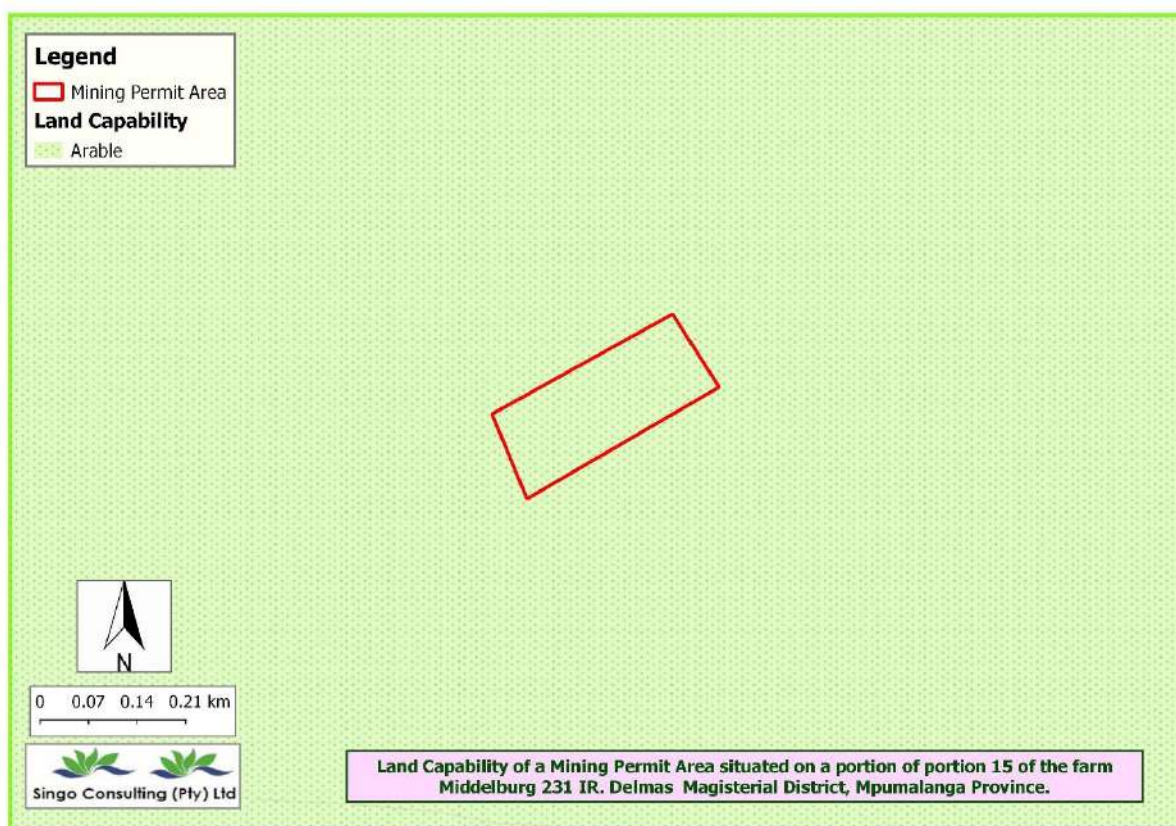 Legend
Mining Permit Area
Land Capability
Arable
N
0 0.07 0.14 0.21 km
Singo Consulting (Pty) Ltd
Land Capability of a Mining Permit Area situated on a portion of portion 15 of the farm
Middelburg 231 IR. Delmas Magisterial District, Mpumalanga Province.